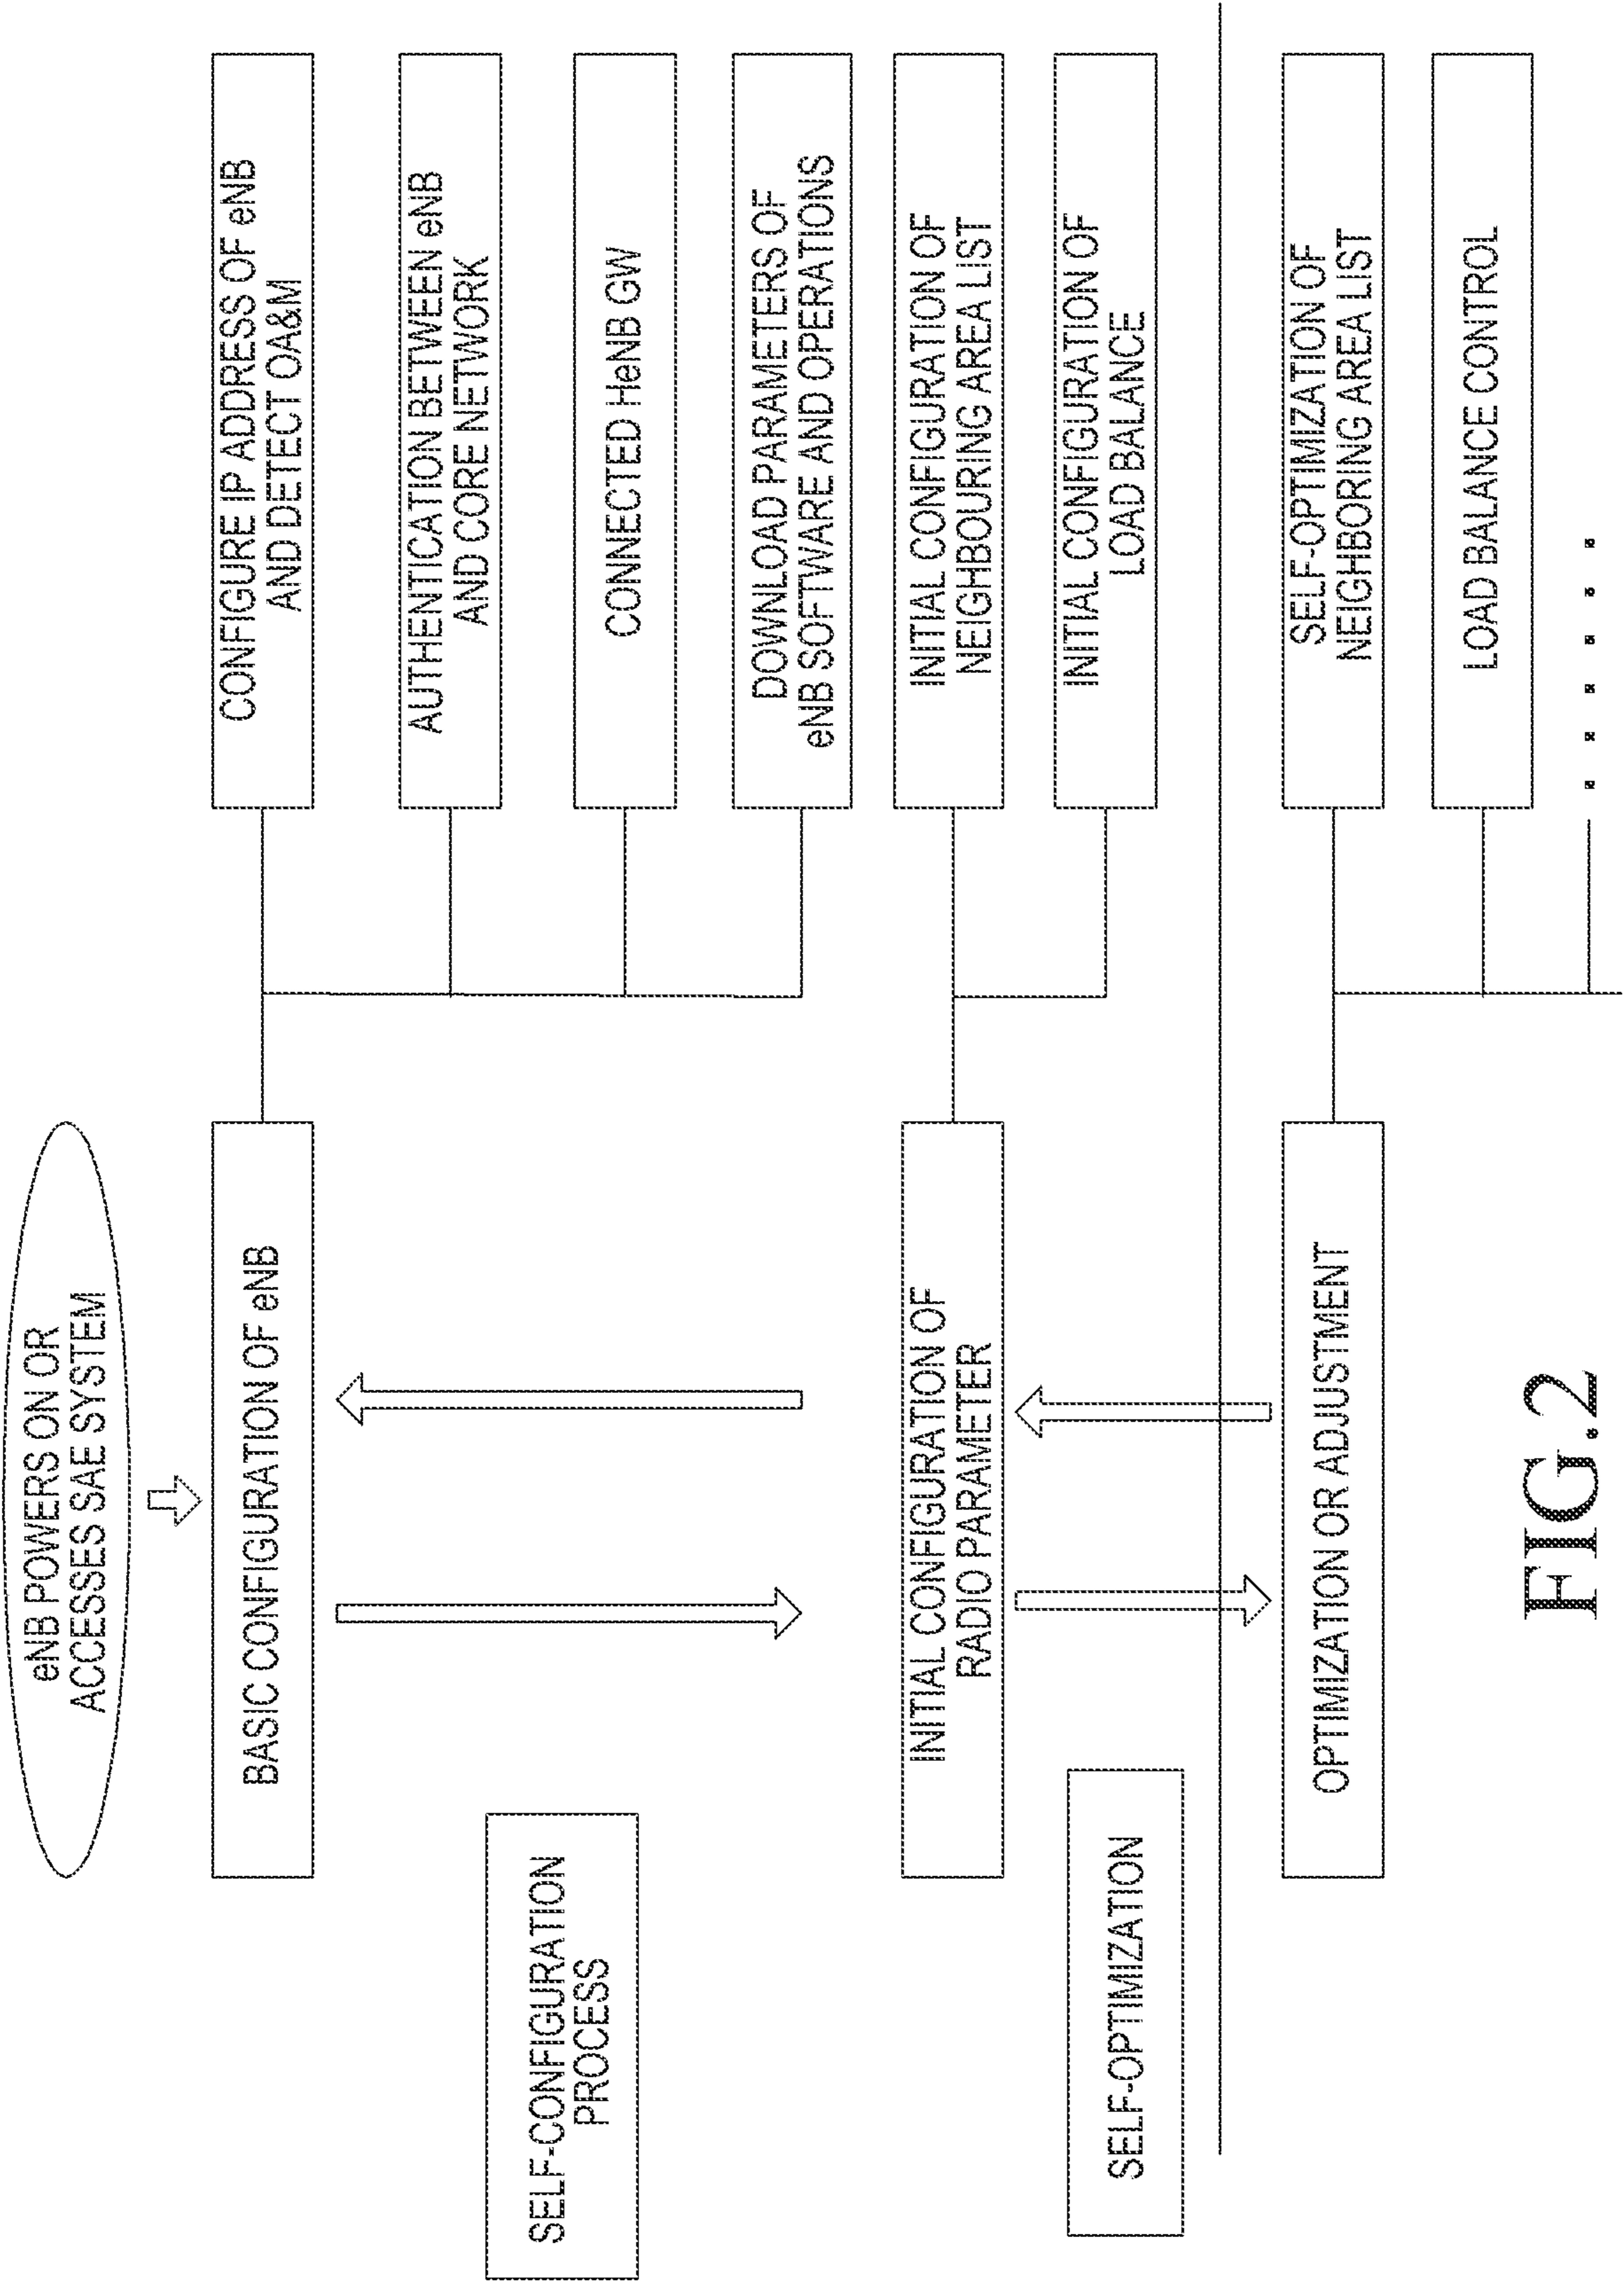 eNB POWERS ON OR
ACCESSES SAE SYSTEM
BASIC CONFIGURATION OF eNB
CONFIGURE IP ADDRESS OF eNB
AND DETECT OA&M
AUTHENTICATION BETWEEN eNB
AND CORE NETWORK
SELF-CONFIGURATION
PROCESS
CONNECTED HeNB GW
DOWNLOAD PARAMETERS OF
eNB SOFTWARE AND OPERATIONS
INITIAL CONFIGURATION OF
RADIO PARAMETER
INITIAL CONFIGURATION OF
NEIGHBOURING AREA LIST
SELF-OPTIMIZATION
INITIAL CONFIGURATION OF
LOAD BALANCE
OPTIMIZATION OR ADJUSTMENT
SELF-OPTIMIZATION OF
NEIGHBORING AREA LIST
LOAD BALANCE CONTROL
......
FIG.2